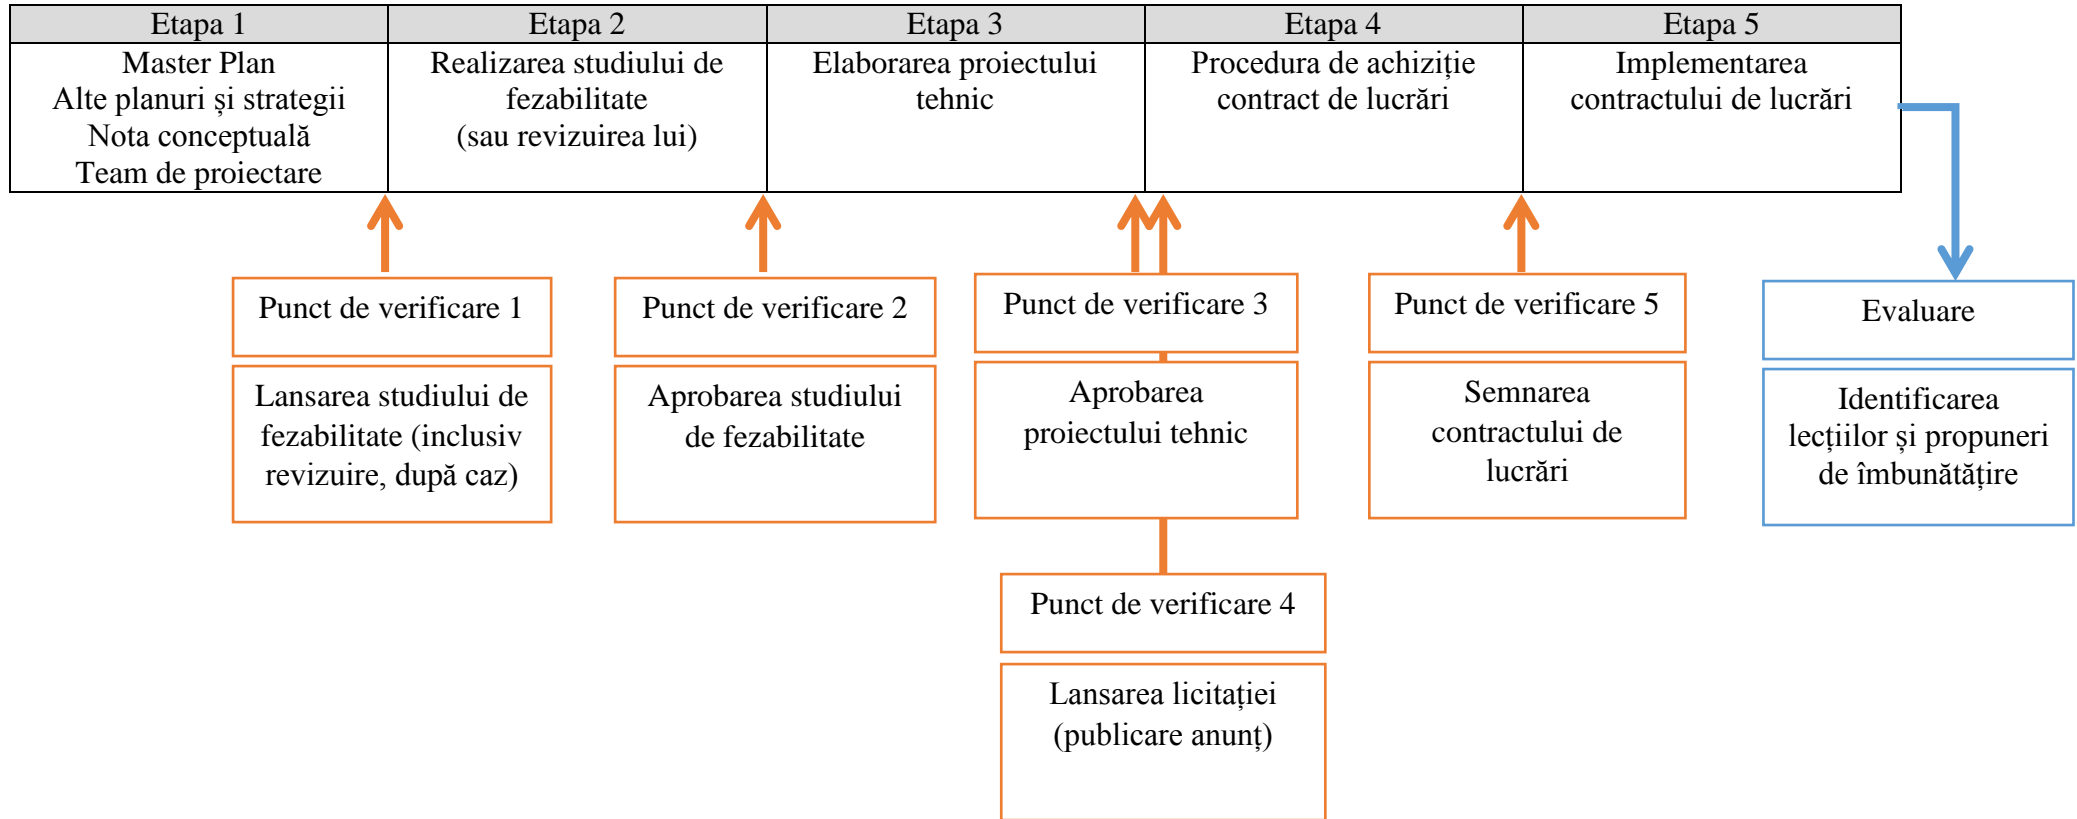 Etapa 1
Etapa 2
Etapa 3
Etapa 4
Etapa 5
Master Plan
Alte planuri și strategii
Nota conceptuală
Team de proiectare
Realizarea studiului de
fezabilitate
(sau revizuirea lui)
Elaborarea proiectului
tehnic
Procedura de achiziție
contract de lucrări
Implementarea
contractului de lucrări
Punct de verificare 1
Lansarea studiului de
fezabilitate (inclusiv
revizuire, după caz)
Punct de verificare 2
Aprobarea studiului
de fezabilitate
Punct de verificare 3
Aprobarea
proiectului tehnic
Punct de verificare 4
Lansarea licitației
(publicare anunț)
Punct de verificare 5
Semnarea
contractului de
lucrări
Evaluare
Identificarea
lecțiilor și propuneri
de îmbunătățire